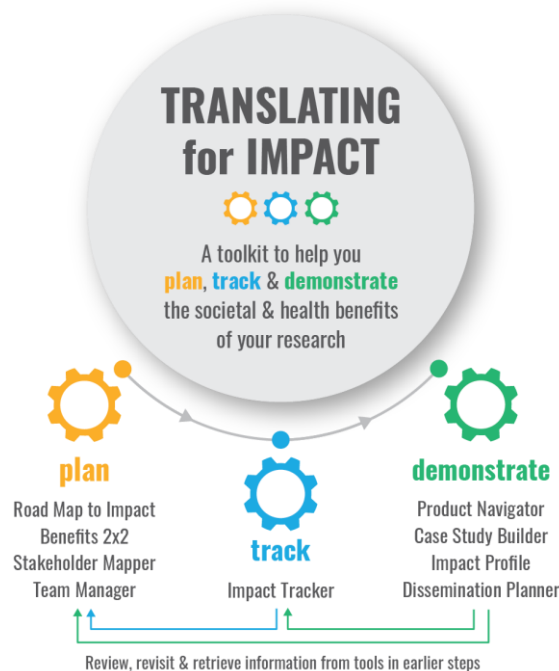 TRANSLATING
for IMPACT
A toolkit to help you
plan, track & demonstrate
the societal & health benefits
of your research
plan
Road Map to Impact
Benefits 2x2
Stakeholder Mapper
Team Manager
track
Impact Tracker
demonstrate
Product Navigator
Case Study Builder
Impact Profile
Dissemination Planner
Review, revisit & retrieve information from tools in earlier steps